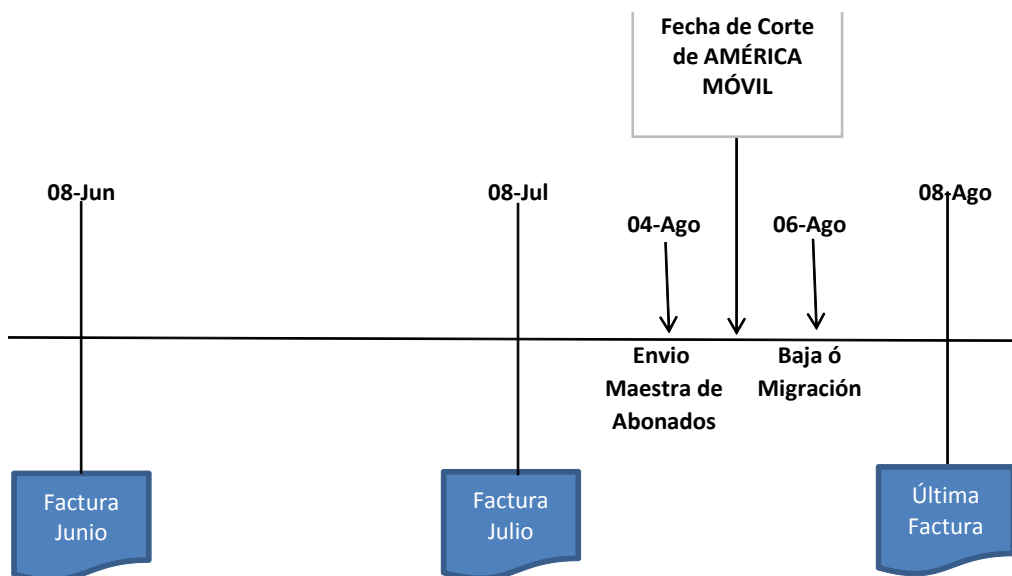 Fecha de Corte
de AMÉRICA
MÓVIL
08-Jun
08-Jul
08-Ago
04-Ago
06-Ago
Envio
Maestra de
Abonados
Baja ó
Migración
Factura
Junio
Factura
Julio
Última
Factura